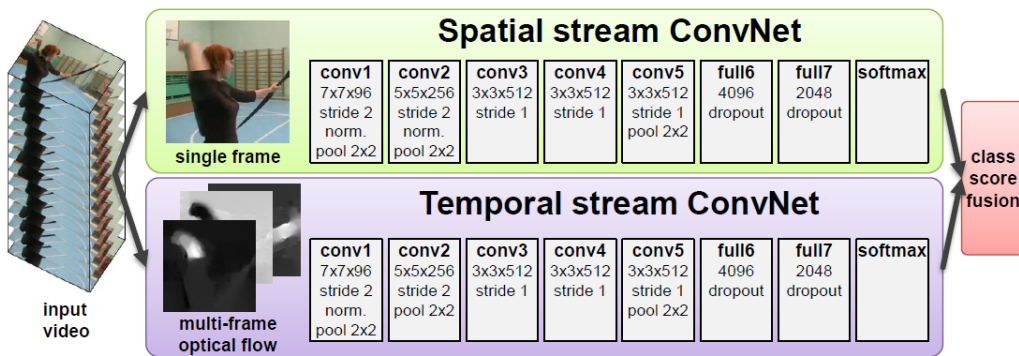 Spatial stream ConvNet
conv1
7x7x96
stride 2
norm.
pool 2x2
conv2
5x5x256
stride 2
norm.
pool 2x2
conv3
3x3x512
stride 1
conv4
3x3x512
stride 1
conv5
3x3x512
stride 1
pool 2x2
full6
4096
dropout
full7
2048
dropout
softmax
single frame
Temporal stream ConvNet
conv1
7x7x96
stride 2
norm.
pool 2x2
conv2
5x5x256
stride 2
pool 2x2
conv3
3x3x512
stride 1
conv4
3x3x512
stride 1
conv5
3x3x512
stride 1
pool 2x2
full6
4096
dropout
full7
2048
dropout
softmax
multi-frame
optical flow
input
video
class
score
fusion